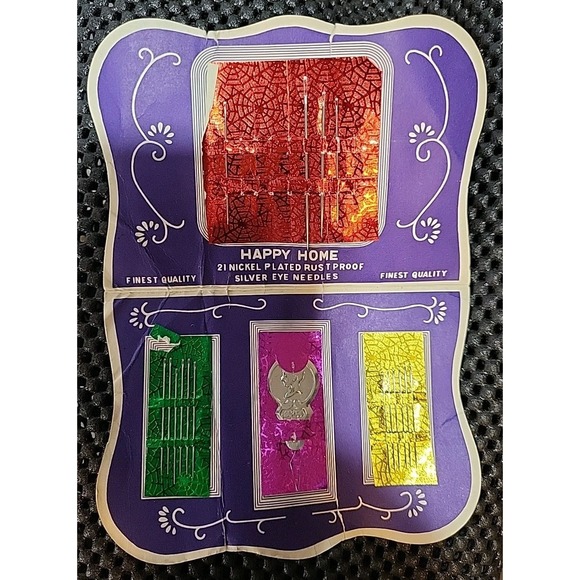 HAPPY HOME
21 NICKEL PLATED RUST PROOF
SILVER EYE NEEDLES
FINEST QUALITY
FINEST QUALITY